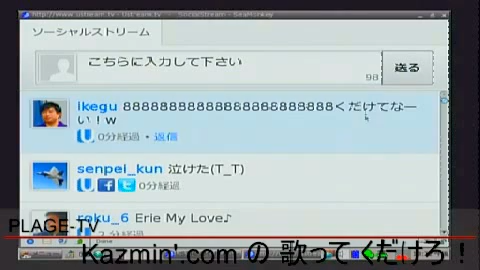 http://www.ustream.tv - Ustream.tv - SocialStream - SeaMonkey
ソーシャルストリーム
こちらに入力して下さい
98
送る
ikegu 8888888888888888888888888くだけてなー
い！w
0分経過・返信
senpei_kun 泣けた(T_T)
0分経過
roku_6 Erie My Love♪
Done
PLAGE-TV
Kazmin'.com の 歌ってくだけろ！